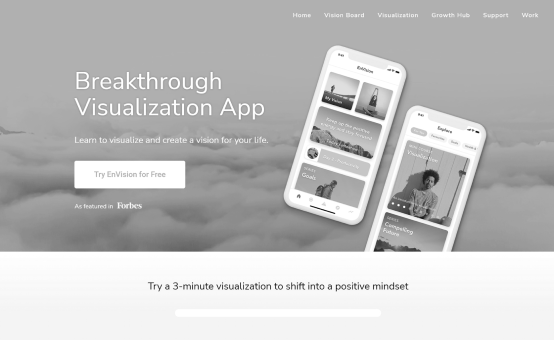 Home Vision Board Visualization Growth Hub Support Work
Breakthrough
Visualization App
Learn to visualize and create a vision for your life.
Try EnVision for Free
As featured in Forbes
EnVision
My Vision
Goals
Explore
Visualization
Compelling
Future
Try a 3-minute visualization to shift into a positive mindset